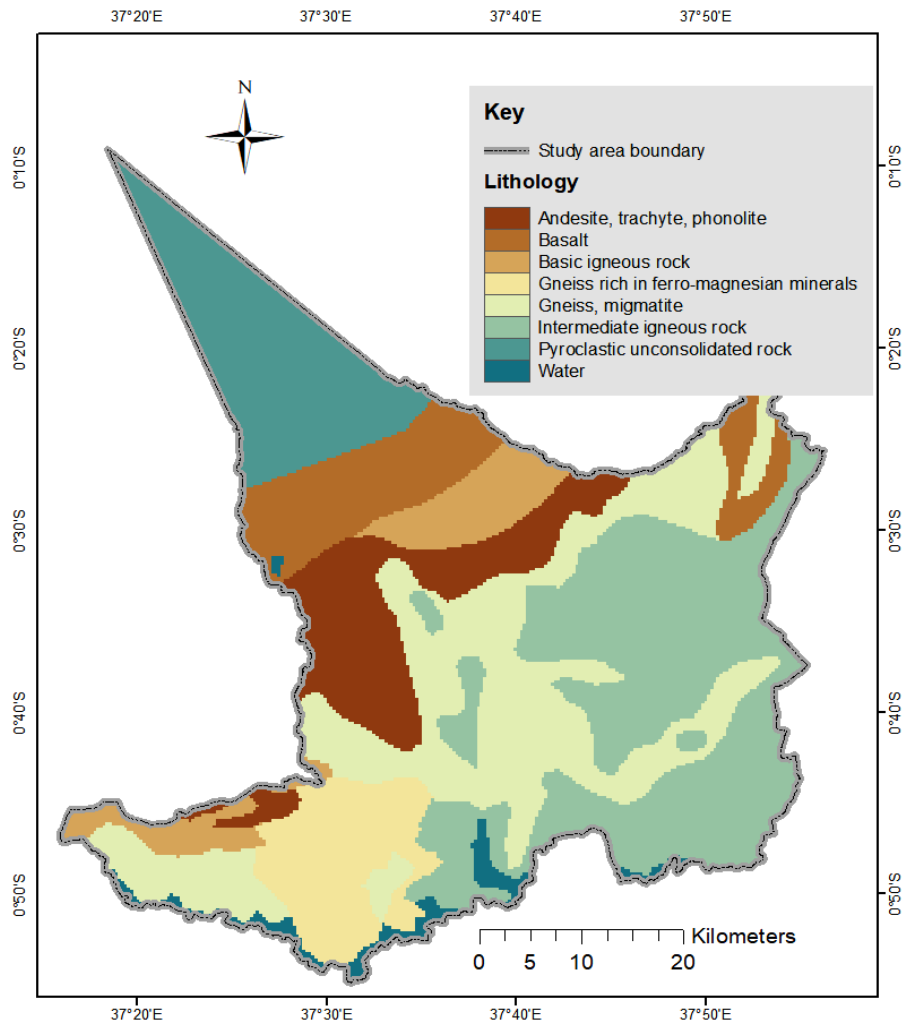 37°20'E 37°30'E 37°40'E 37°50'E
N
Key
Study area boundary
Lithology
Andesite, trachyte, phonolite
Basalt
Basic igneous rock
Gneiss rich in ferro-magnesian minerals
Gneiss, migmatite
Intermediate igneous rock
Pyroclastic unconsolidated rock
Water
0°10'S 0°10'S
0°20'S 0°20'S
0°30'S 0°30'S
0°40'S 0°40'S
0°50'S 0°50'S
Kilometers
0 5 10 20
37°20'E 37°30'E 37°40'E 37°50'E